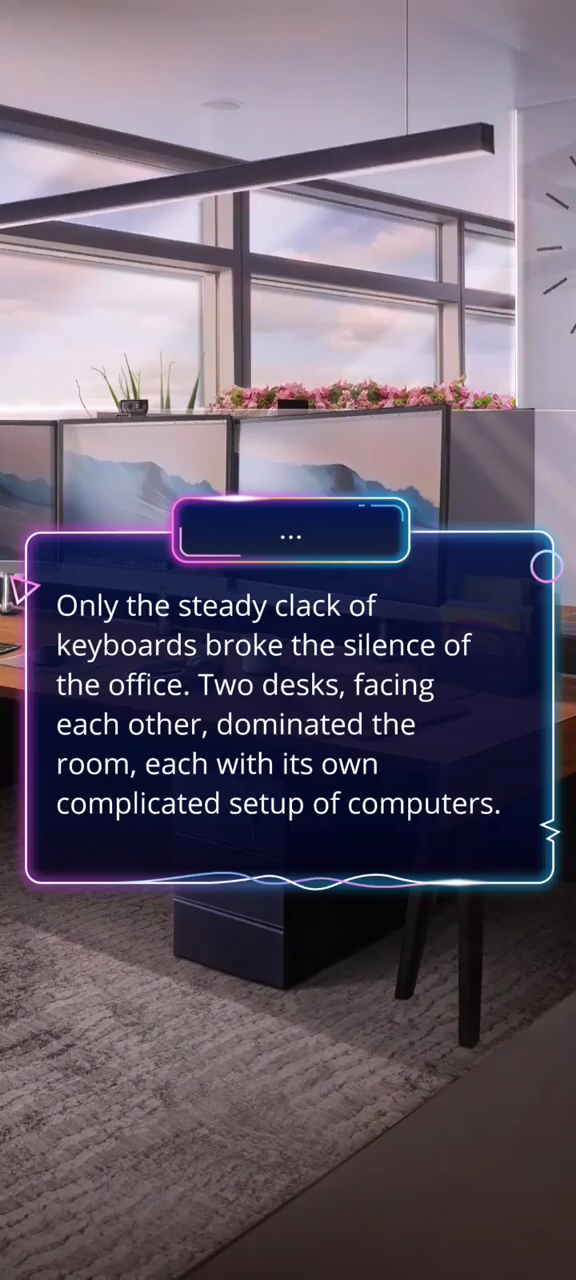 ...
Only the steady clack of
keyboards broke the silence of
the office. Two desks, facing
each other, dominated the
room, each with its own
complicated setup of computers.